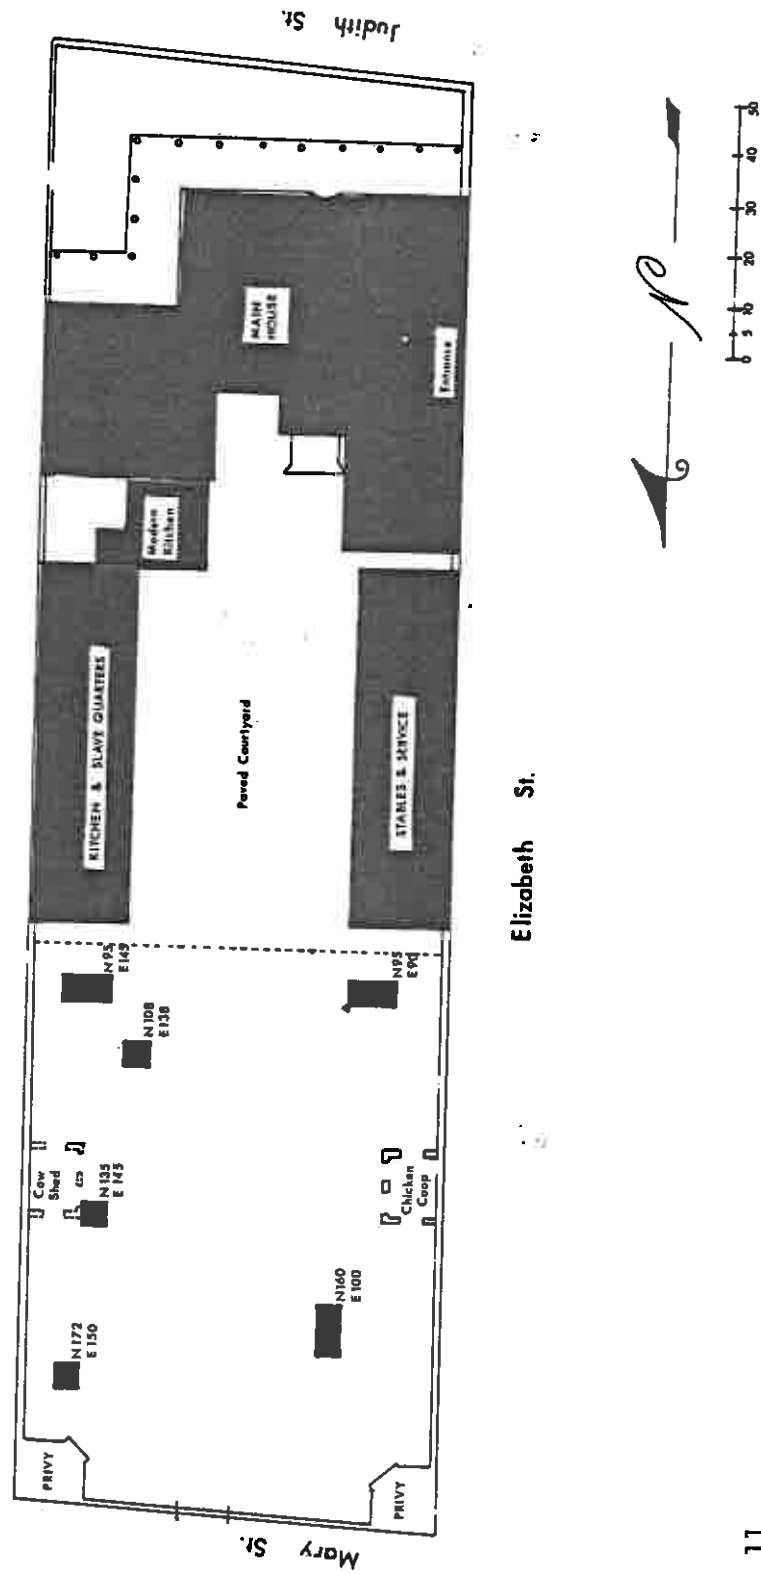 Judith St.
MAIN
HOUSE
Entrance
Modern
Kitchen
KITCHEN & SLAVE QUARTERS
Paved Courtyard
STABLES & SERVICE
Elizabeth St.
N95
E145
N95
E90
N108
E138
Cow
Shed
N135
E145
Chicken
Coop
N160
E100
N172
E150
PRIVY
PRIVY
Mary St.
N
0 5 10 20 30 40 50
11